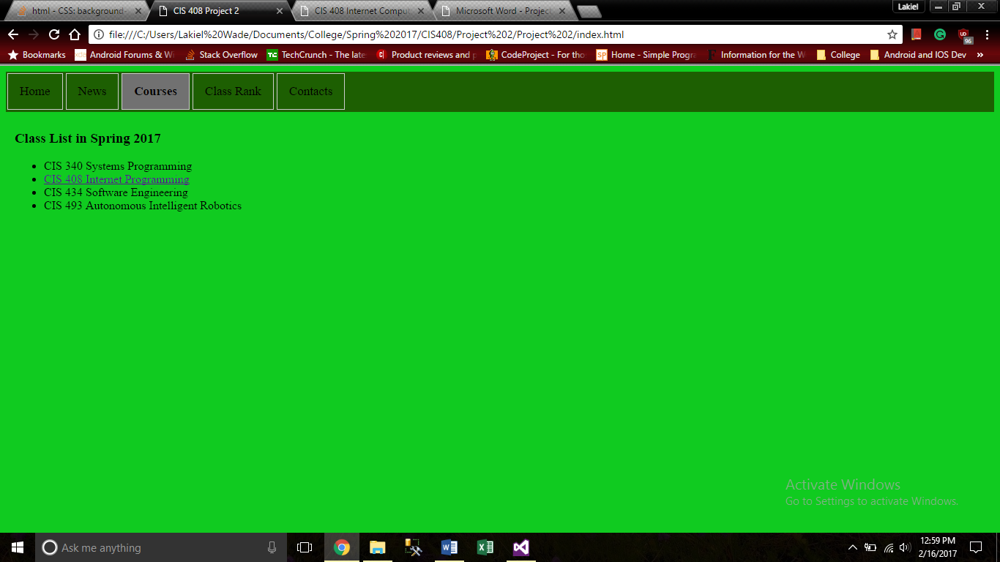 html - CSS: background-
CIS 408 Project 2
CIS 408 Internet Comput
Microsoft Word - Project
Lakiel
file:///C:/Users/Lakiel%20Wade/Documents/College/Spring%202017/CIS408/Project%202/Project%202/index.html
96
Bookmarks
Android Forums & W
Stack Overflow
TechCrunch - The late
Product reviews and p
CodeProject - For tho
Home - Simple Progra
Information for the W
College
Android and IOS Dev
»
Home
News
Courses
Class Rank
Contacts
Class List in Spring 2017
• CIS 340 Systems Programming
• CIS 408 Internet Programming
• CIS 434 Software Engineering
• CIS 493 Autonomous Intelligent Robotics
Activate Windows
Go to Settings to activate Windows.
Ask me anything
12:59 PM
2/16/2017